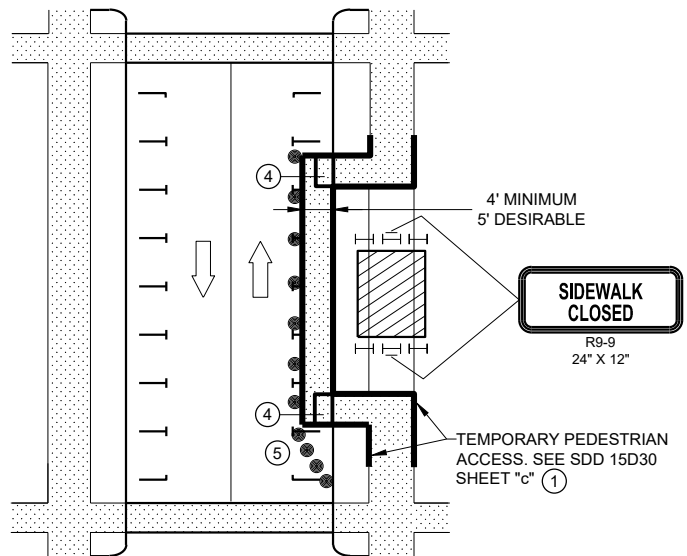 4
4' MINIMUM
5' DESIRABLE
SIDEWALK
CLOSED
R9-9
24" X 12"
4
5
TEMPORARY PEDESTRIAN
ACCESS. SEE SDD 15D30
SHEET "c" 1